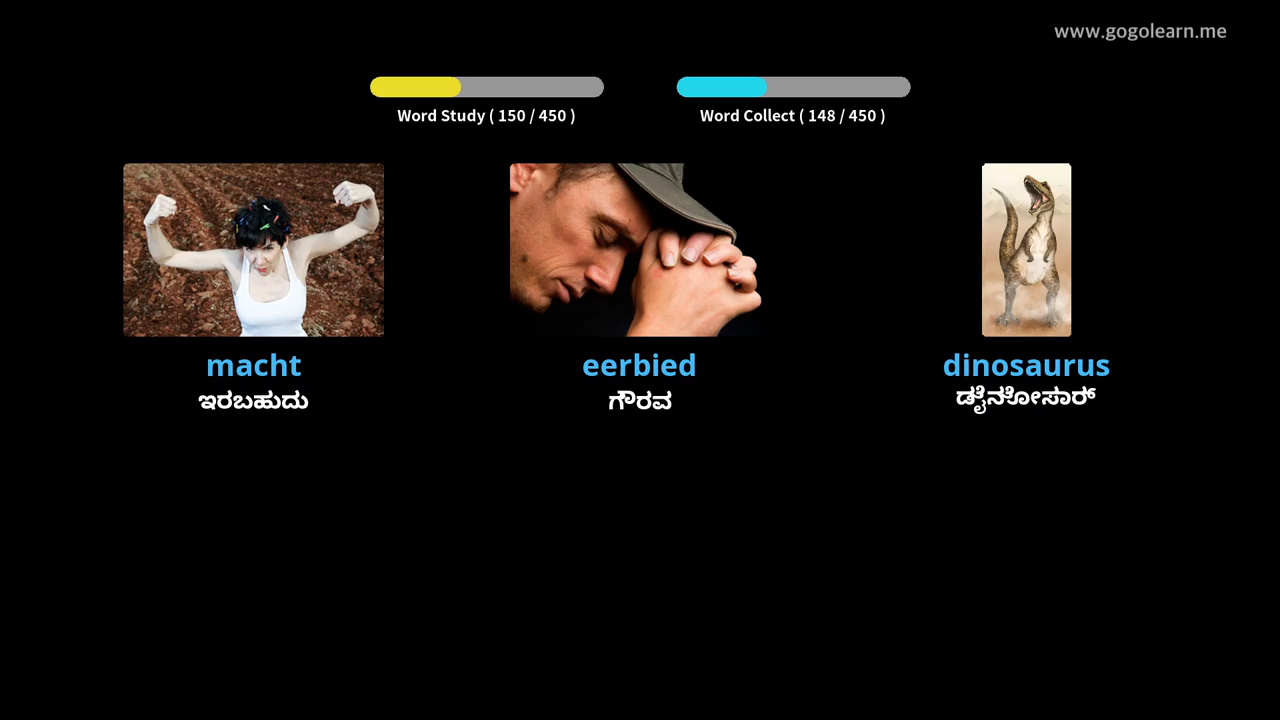 www.gogolearn.me
Word Study ( 150 / 450 )
Word Collect ( 148 / 450 )
macht
eerbied
dinosaurus
ಇರಬಹುದು
ಗೌರವ
ಡೈನೋಸಾರ್